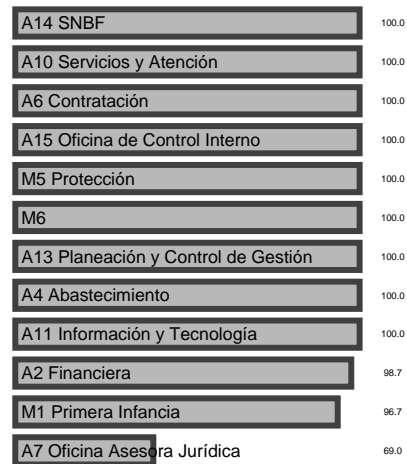 A14 SNBF 100.0
A10 Servicios y Atención 100.0
A6 Contratación 100.0
A15 Oficina de Control Interno 100.0
M5 Protección 100.0
M6 100.0
A13 Planeación y Control de Gestión 100.0
A4 Abastecimiento 100.0
A11 Información y Tecnología 100.0
A2 Financiera 98.7
M1 Primera Infancia 96.7
A7 Oficina Asesora Jurídica 69.0